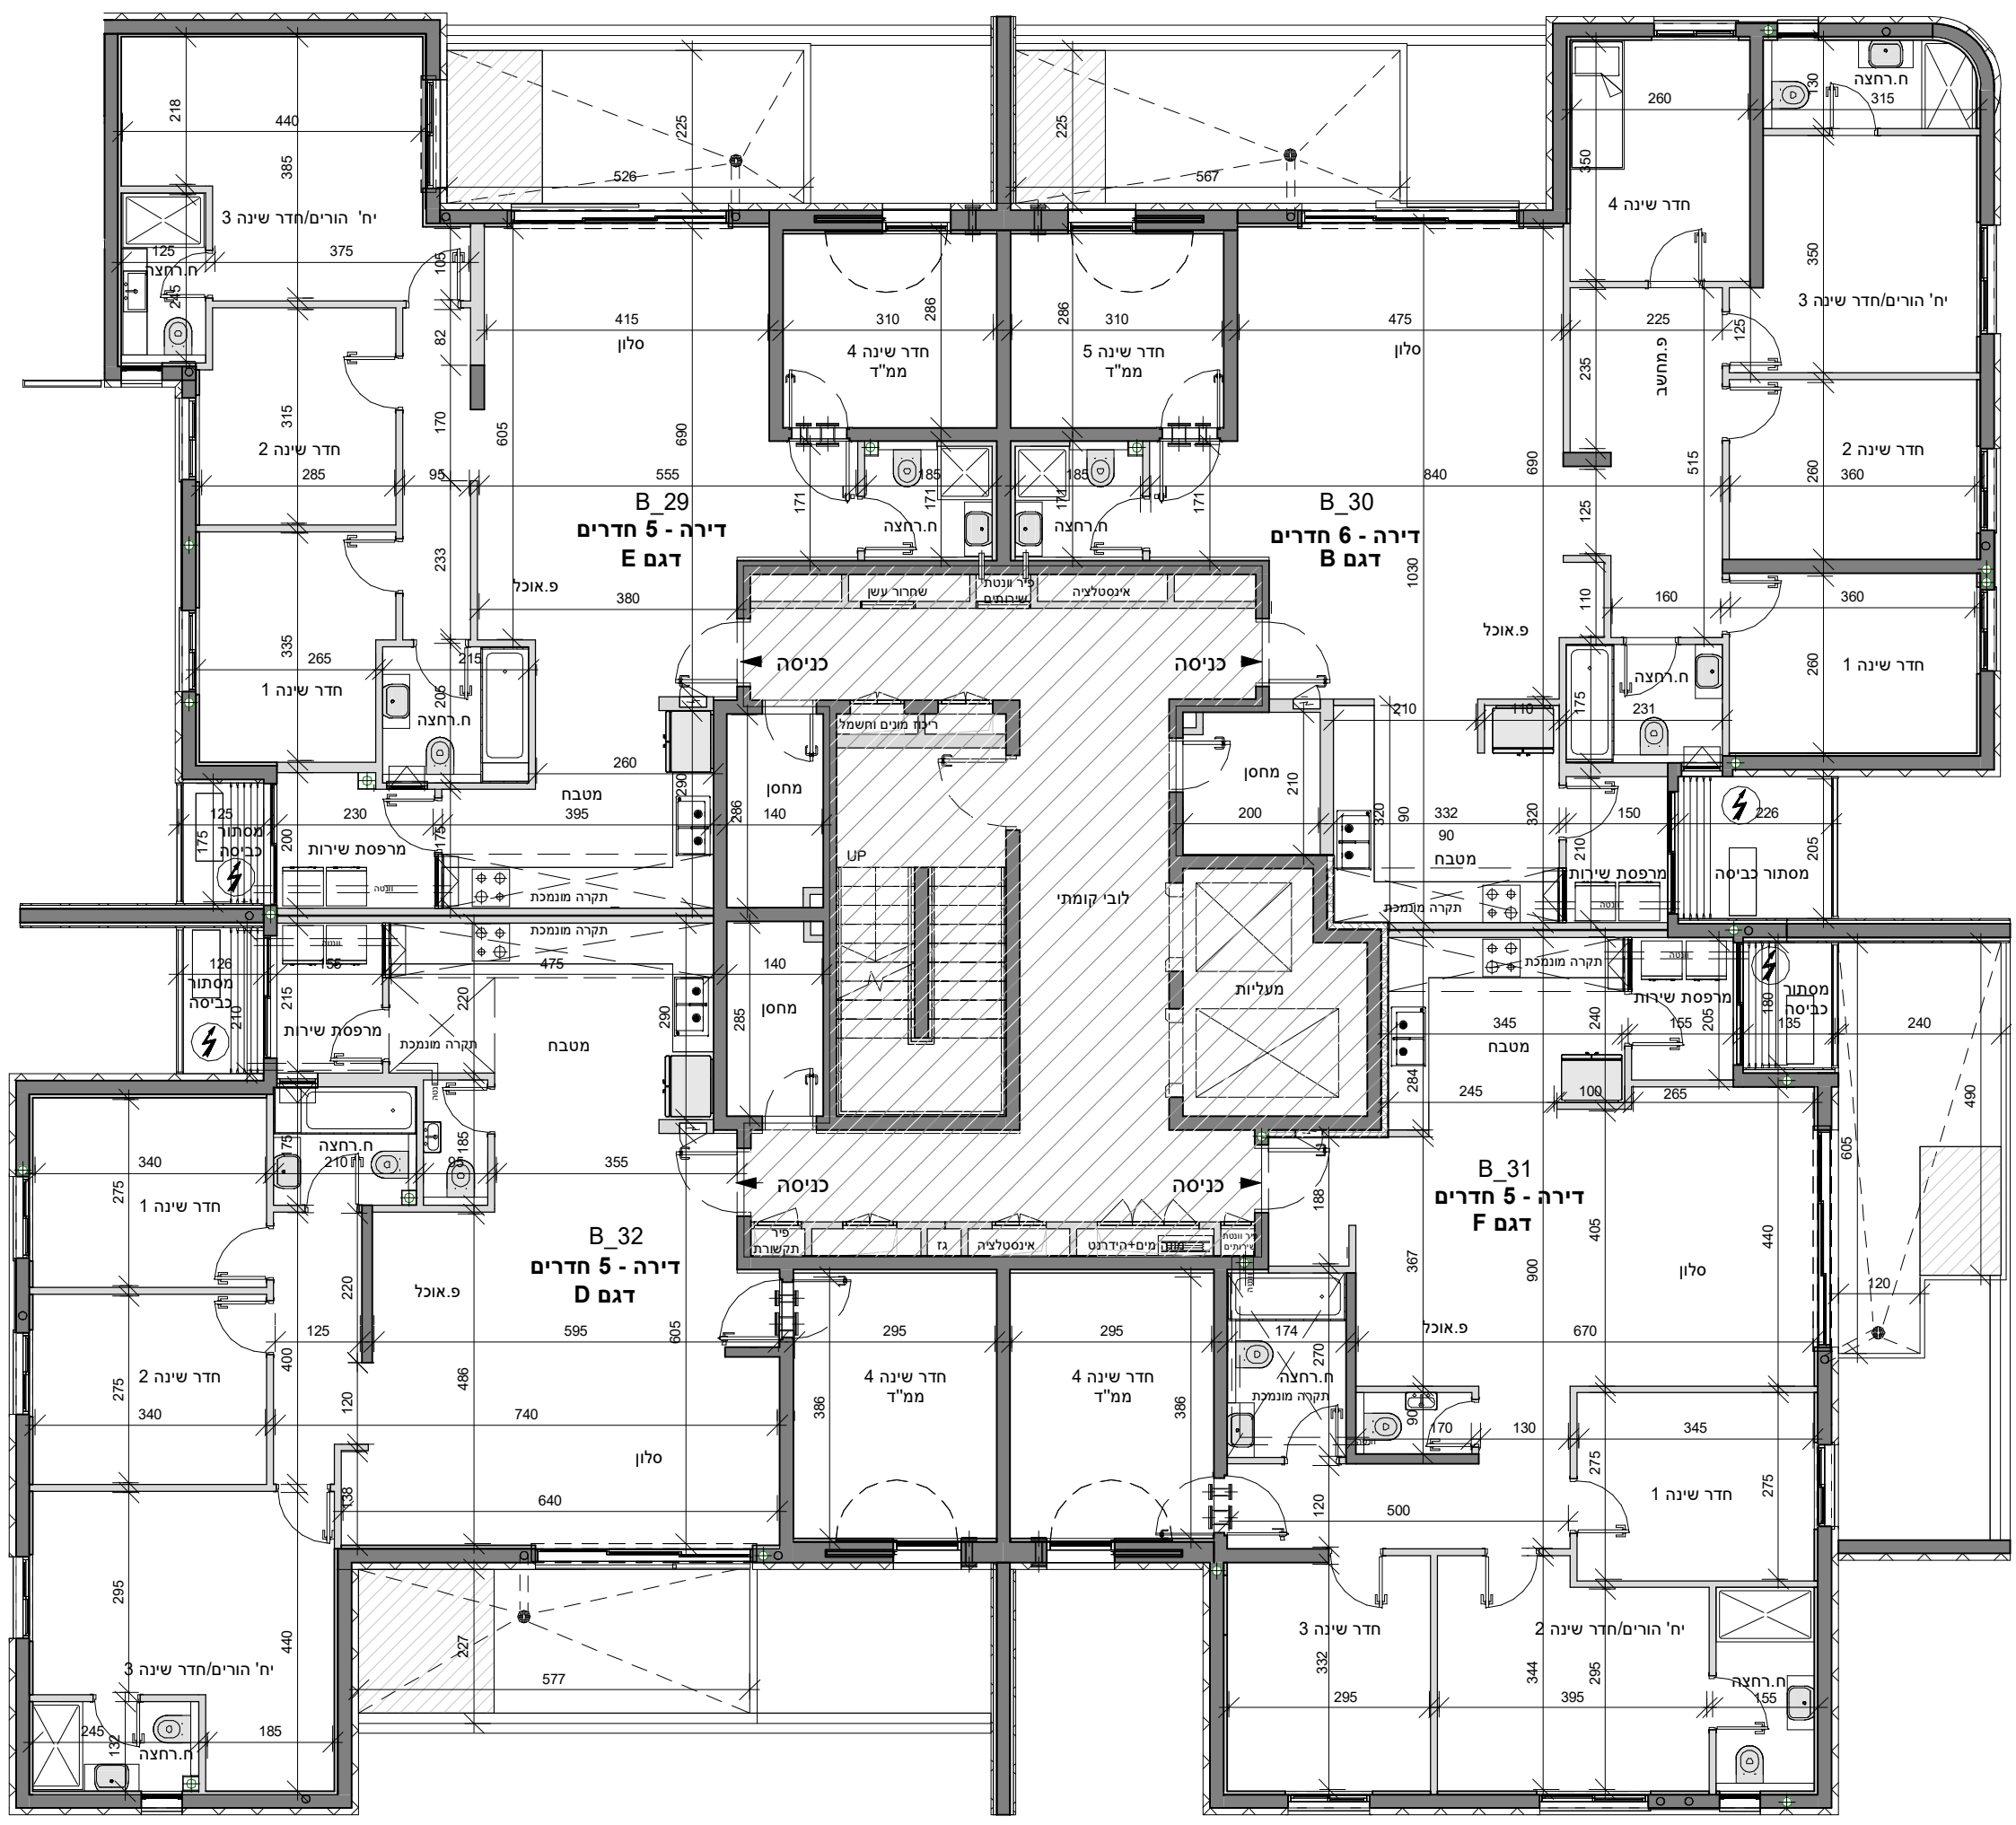 440
218
385
יח' הורים/חדר שינה 3
125
375
105
ח.רחצה
245
82
315
170
חדר שינה 2
285
95
233
335
265
חדר שינה 1
215
205
ח.רחצה
526
225
415
סלון
605
690
555
310
286
חדר שינה 4
ממ"ד
185
171
171
ח.רחצה
B_29
דירה - 5 חדרים
דגם E
פ.אוכל
380
260
מטבח
290
395
230
175
200
125
175
מסתור
כביסה
מרפסת שירות
וונטה
תקרה מונמכת
567
225
310
286
חדר שינה 5
ממ"ד
185
171
171
ח.רחצה
475
סלון
690
840
B_30
דירה - 6 חדרים
דגם B
1030
פ.אוכל
260
350
חדר שינה 4
130
315
ח.רחצה
350
יח' הורים/חדר שינה 3
225
125
235
פ.מחשב
515
חדר שינה 2
260
360
125
110
160
360
260
חדר שינה 1
ח.רחצה
175
231
210
110
320
90
332
320
90
מטבח
תקרה מונמכת
150
210
מרפסת שירות
וונטה
226
205
מסתור כביסה
שחרור עשן
פיר וונטת
שירותים
אינסטלציה
כניסה
כניסה
ריכוז מונים וחשמל
מחסן
286
140
מחסן
210
200
UP
לובי קומתי
מעליות
140
285
מחסן
כניסה
כניסה
פיר
תקשורת
גז
אינסטלציה
מים+הידרנט
פיר וונטת
שירותים
126
155
475
תקרה מונמכת
וונטה
מסתור
כביסה
210
215
מרפסת שירות
220
תקרה מונמכת
מטבח
290
וונטה
ח.רחצה
175
210
185
95
355
340
275
חדר שינה 1
220
פ.אוכל
B_32
דירה - 5 חדרים
דגם D
125
595
605
400
486
חדר שינה 2
275
340
120
740
סלון
138
640
295
440
יח' הורים/חדר שינה 3
245
132
185
ח.רחצה
227
577
295
חדר שינה 4
ממ"ד
386
295
חדר שינה 4
ממ"ד
386
תקרה מונמכת
וונטה
345
מטבח
240
284
245
100
265
מרפסת שירות
155
205
180
מסתור
כביסה
135
240
490
605
120
B_31
דירה - 5 חדרים
דגם F
188
367
405
900
440
סלון
פ.אוכל
670
וונטה
174
270
ח.רחצה
תקרה מונמכת
90
170
130
345
275
275
חדר שינה 1
120
500
חדר שינה 3
332
295
יח' הורים/חדר שינה 2
344
295
395
ח.רחצה
155